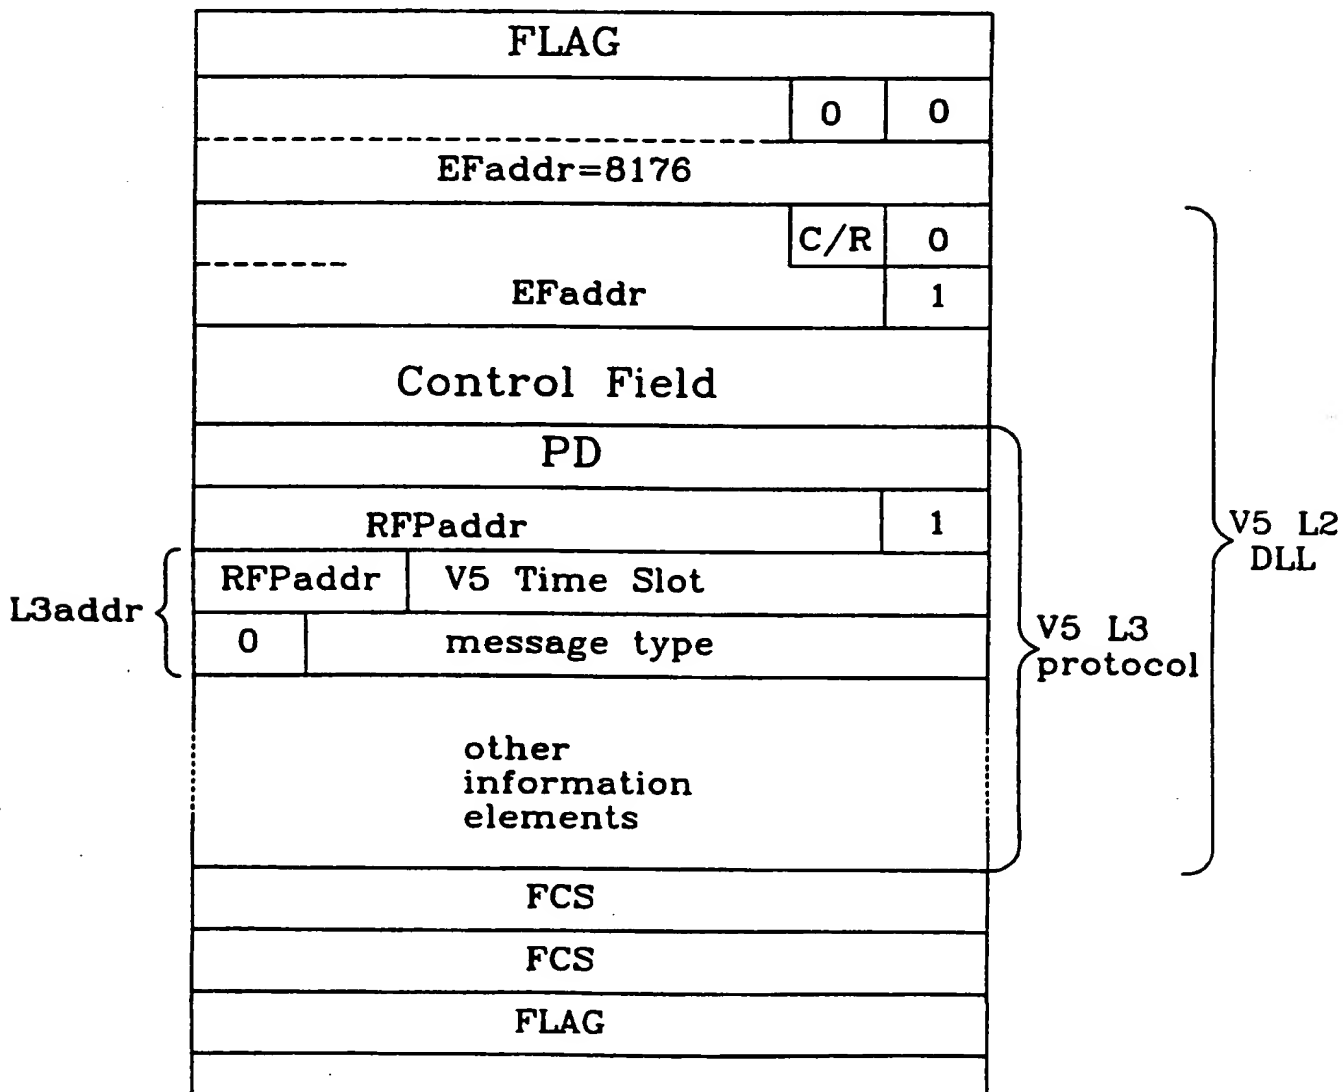 FLAG
0 0
EFaddr=8176
C/R 0
EFaddr 1
Control Field
PD
RFPaddr 1
RFPaddr V5 Time Slot
0 message type
other
information
elements
FCS
FCS
FLAG
L3addr
V5 L3
protocol
V5 L2
DLL